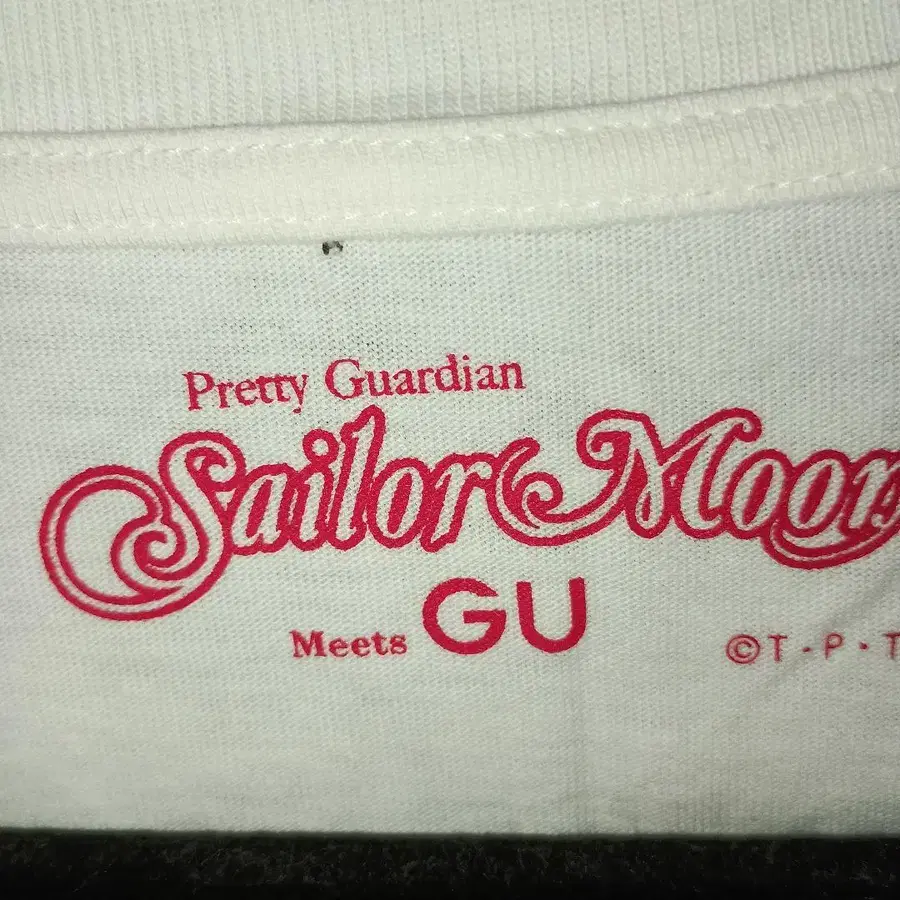 Pretty Guardian
Sailor Moon
Meets GU
©T・P・T